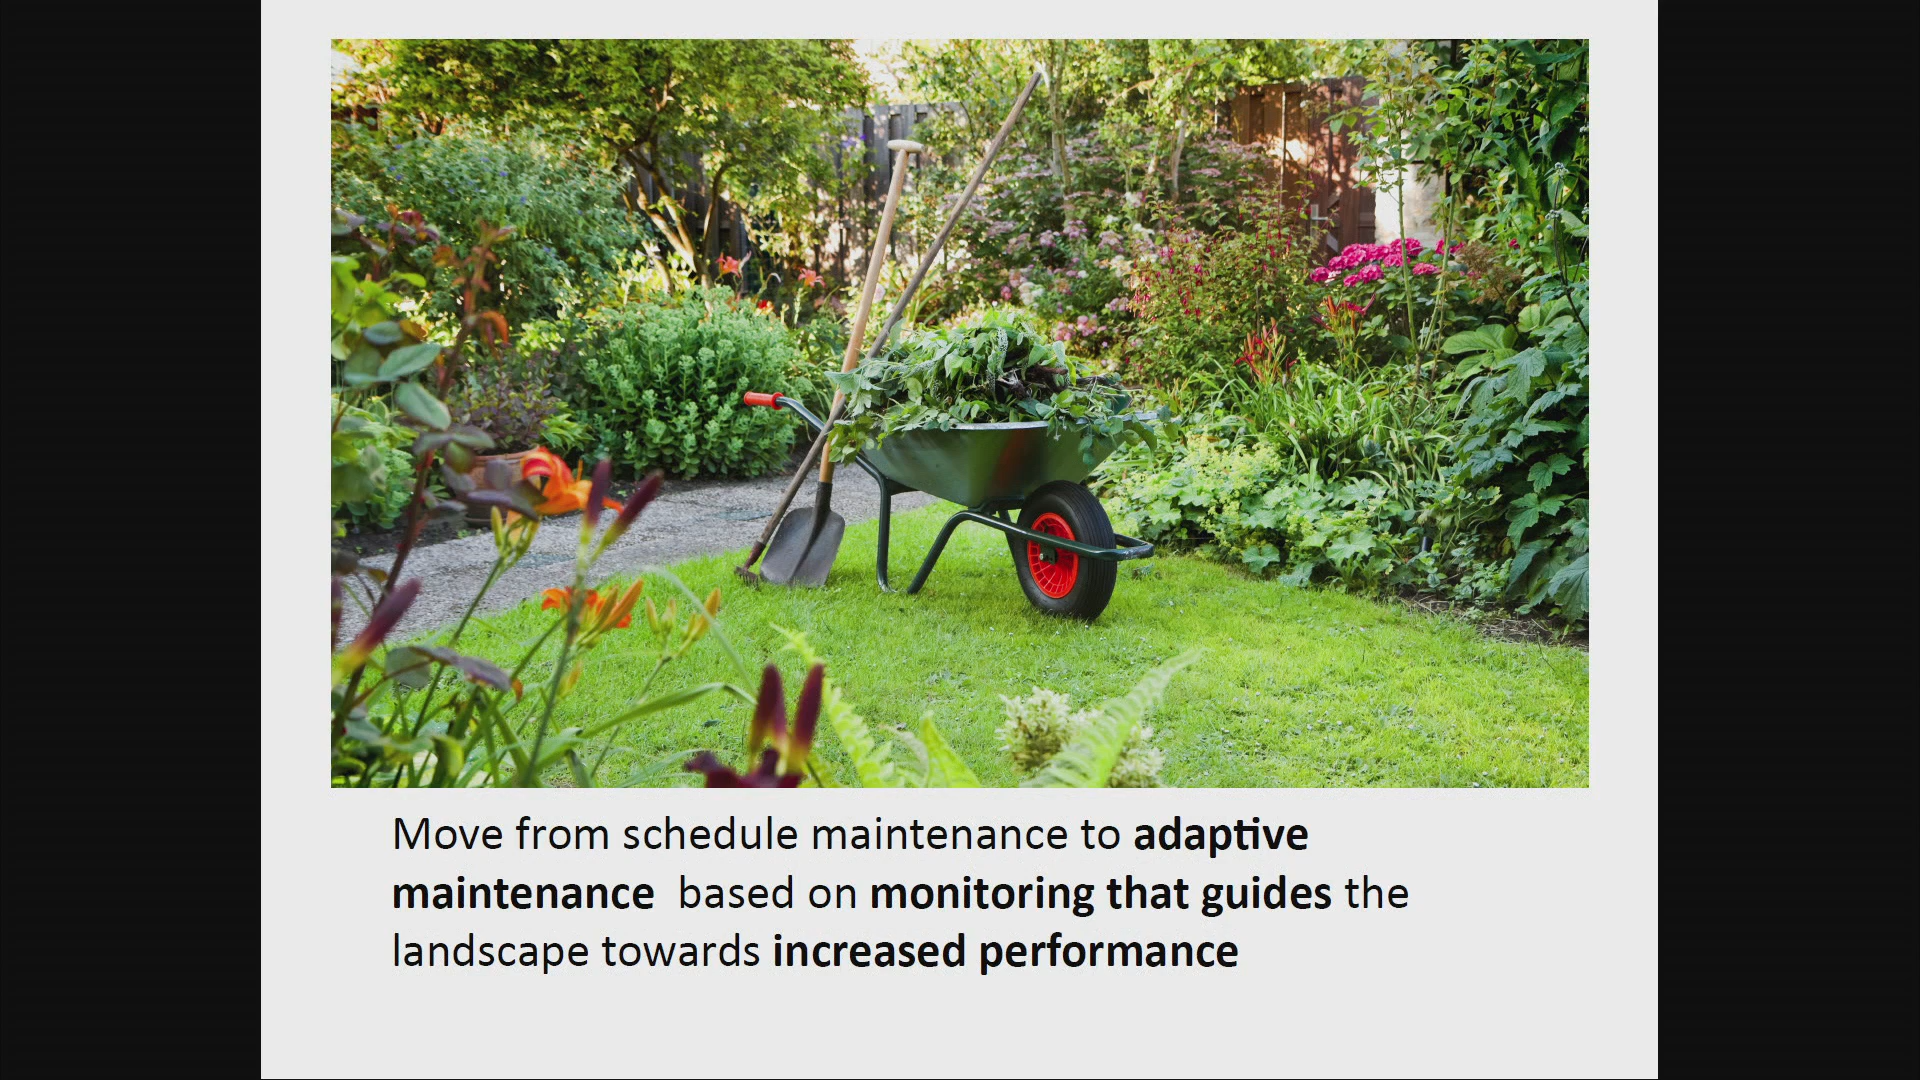 Move from schedule maintenance to adaptive
maintenance  based on monitoring that guides the
landscape towards increased performance